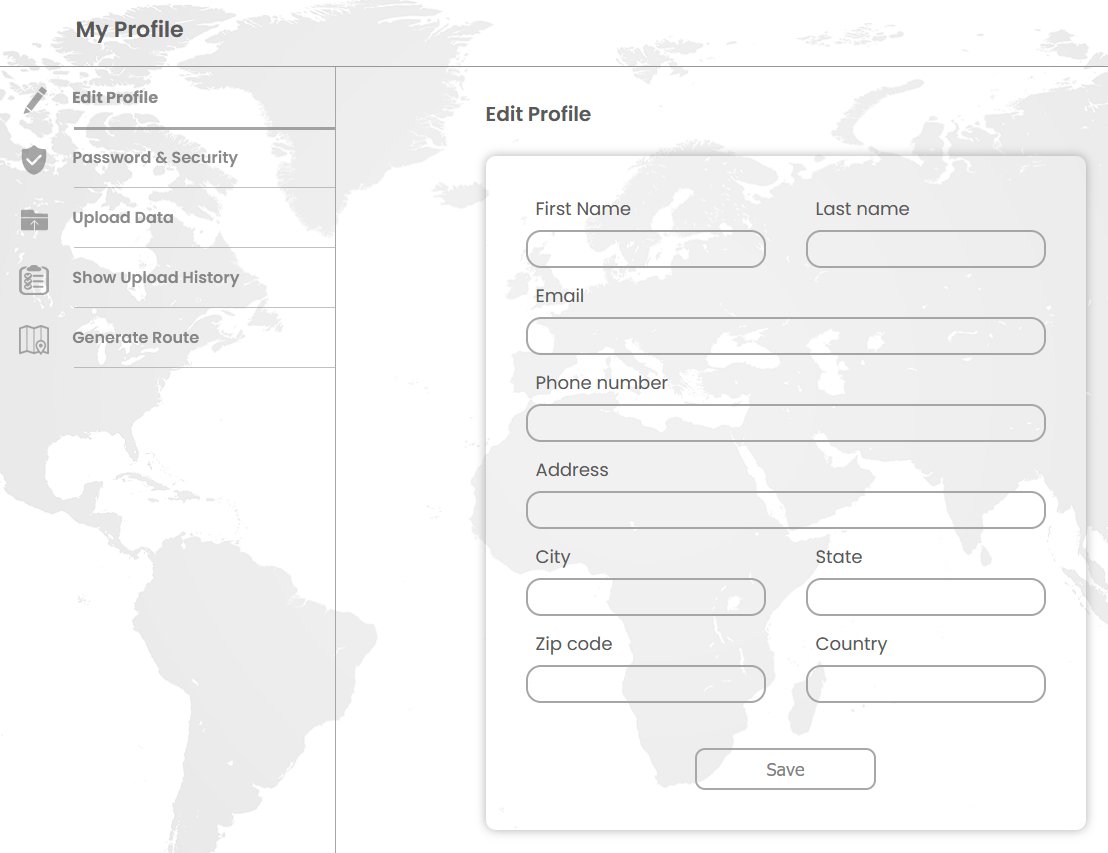 My Profile
Edit Profile
Password & Security
Upload Data
Show Upload History
Generate Route
Edit Profile
First Name
Last name
Email
Phone number
Address
City
State
Zip code
Country
Save